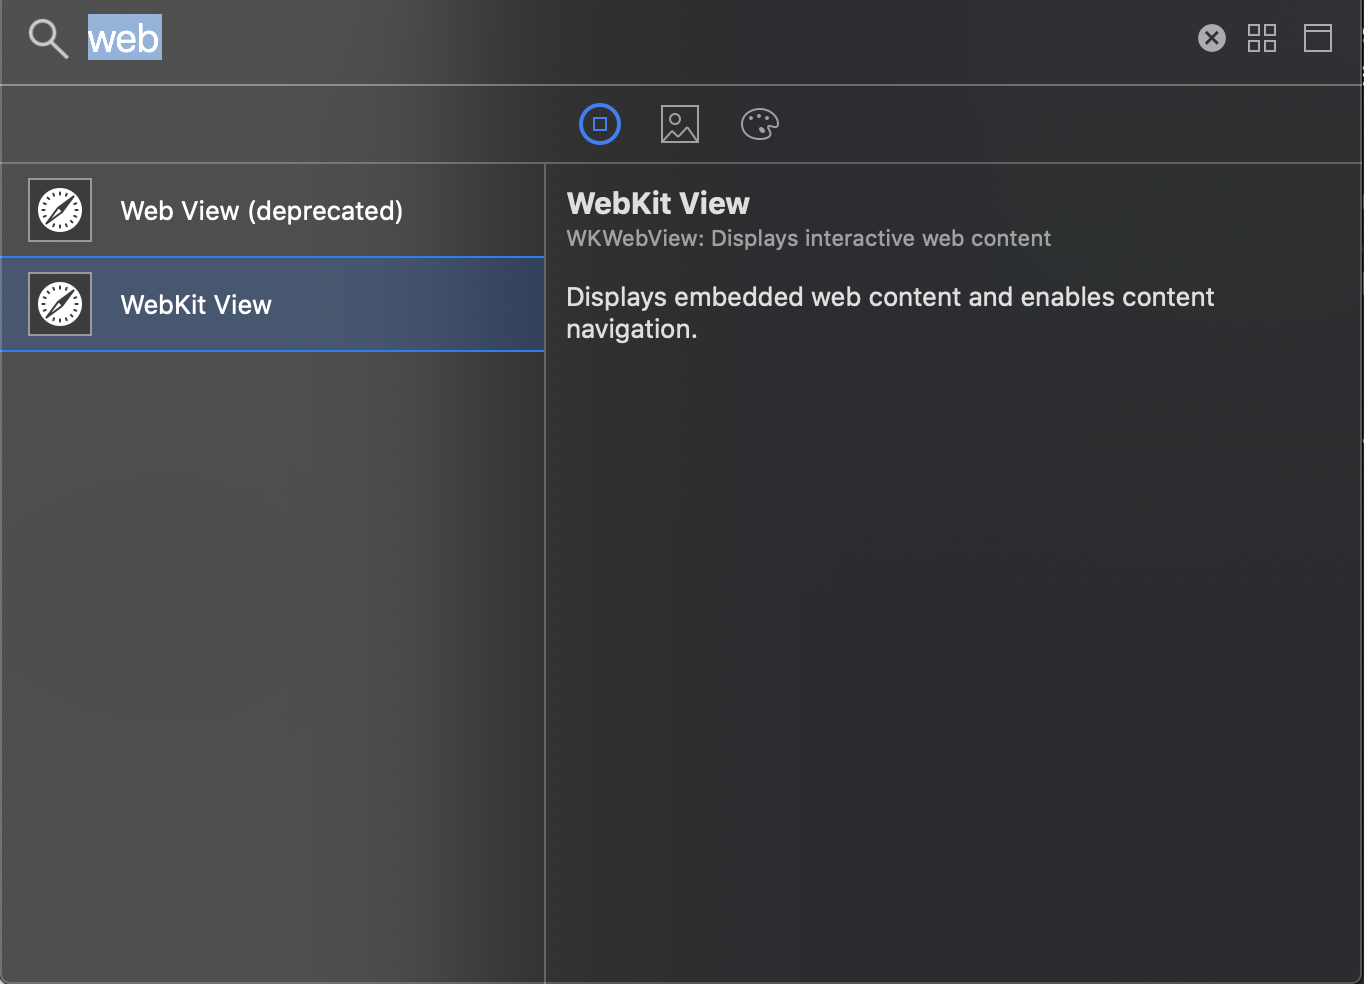 web
Web View (deprecated)
WebKit View
WebKit View
WKWebView: Displays interactive web content
Displays embedded web content and enables content
navigation.